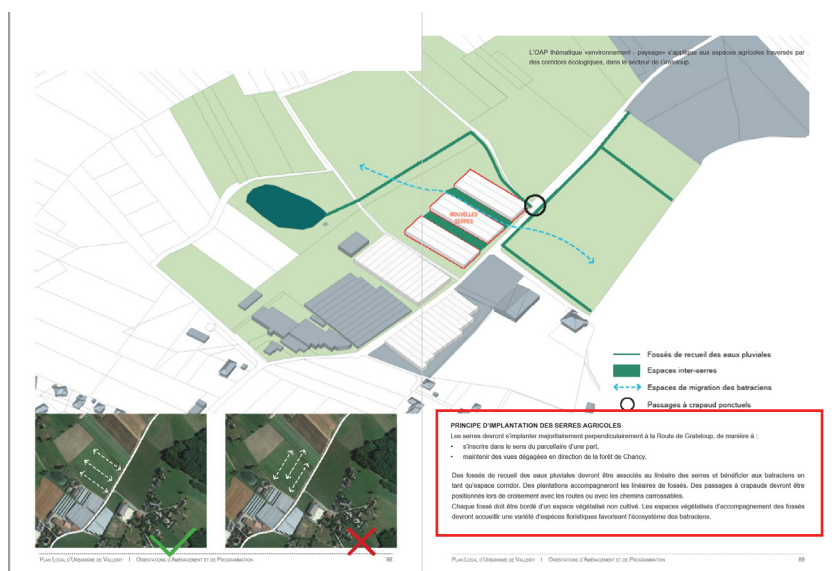 L'OAP thématique «environnement - paysage» s'applique aux espaces agricoles traversés par
des corridors écologiques, dans le secteur de Grateloup.
NOUVELLES
SERRES
Fossés de recueil des eaux pluviales
Espaces inter-serres
Espaces de migration des batraciens
Passages à crapaud ponctuels
PRINCIPE D'IMPLANTATION DES SERRES AGRICOLES
Les serres devront s'implanter majoritairement perpendiculairement à la Route de Grateloup, de manière à :
• s'inscrire dans le sens du parcellaire d'une part,
• maintenir des vues dégagées en direction de la forêt de Chancy.
Des fossés de recueil des eaux pluviales devront être associés au linéaire des serres et bénéficier aux batraciens en
tant qu'espace corridor. Des plantations accompagneront les linéaires de fossés. Des passages à crapauds devront être
positionnés lors de croisement avec les routes ou avec les chemins carrossables.
Chaque fossé doit être bordé d'un espace végétalisé non cultivé. Les espaces végétalisés d'accompagnement des fossés
devront accueillir une variété d'espèces floristiques favorisant l'écosystème des batraciens.
Plan Local d'Urbanisme de Valleiry I Orientations d'Aménagement et de Programmation 88
Plan Local d'Urbanisme de Valleiry I Orientations d'Aménagement et de Programmation 89